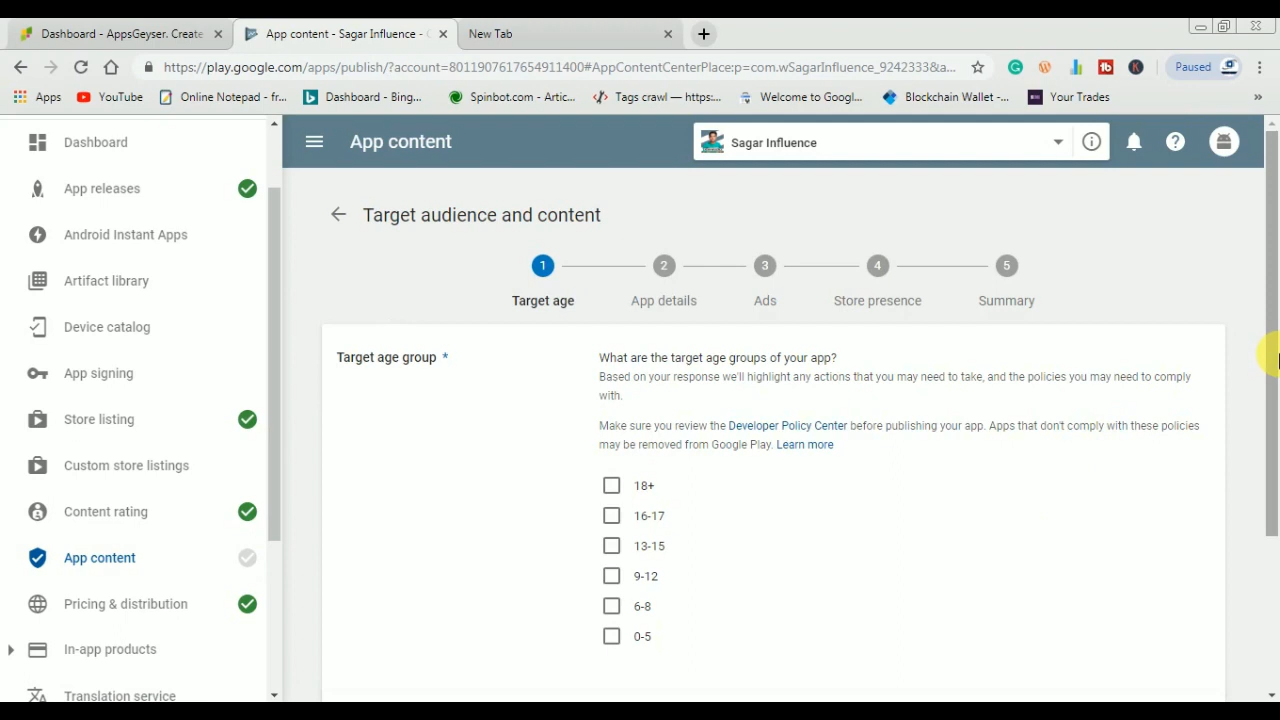 Dashboard - AppsGeyser. Create
App content - Sagar Influence -
New Tab
https://play.google.com/apps/publish/?account=8011907617654911400#AppContentCenterPlace:p=com.wSagarInfluence_9242333&a...
Paused
Apps
YouTube
Online Notepad - fr...
Dashboard - Bing...
Spinbot.com - Artic...
Tags crawl — https:...
Welcome to Googl...
Blockchain Wallet -...
Your Trades
»
Dashboard
App releases
Android Instant Apps
Artifact library
Device catalog
App signing
Store listing
Custom store listings
Content rating
App content
Pricing & distribution
In-app products
Translation service
App content
Sagar Influence
Target audience and content
1
2
3
4
5
Target age
App details
Ads
Store presence
Summary
Target age group *
What are the target age groups of your app?
Based on your response we'll highlight any actions that you may need to take, and the policies you may need to comply
with.
Make sure you review the Developer Policy Center before publishing your app. Apps that don't comply with these policies
may be removed from Google Play. Learn more
18+
16-17
13-15
9-12
6-8
0-5